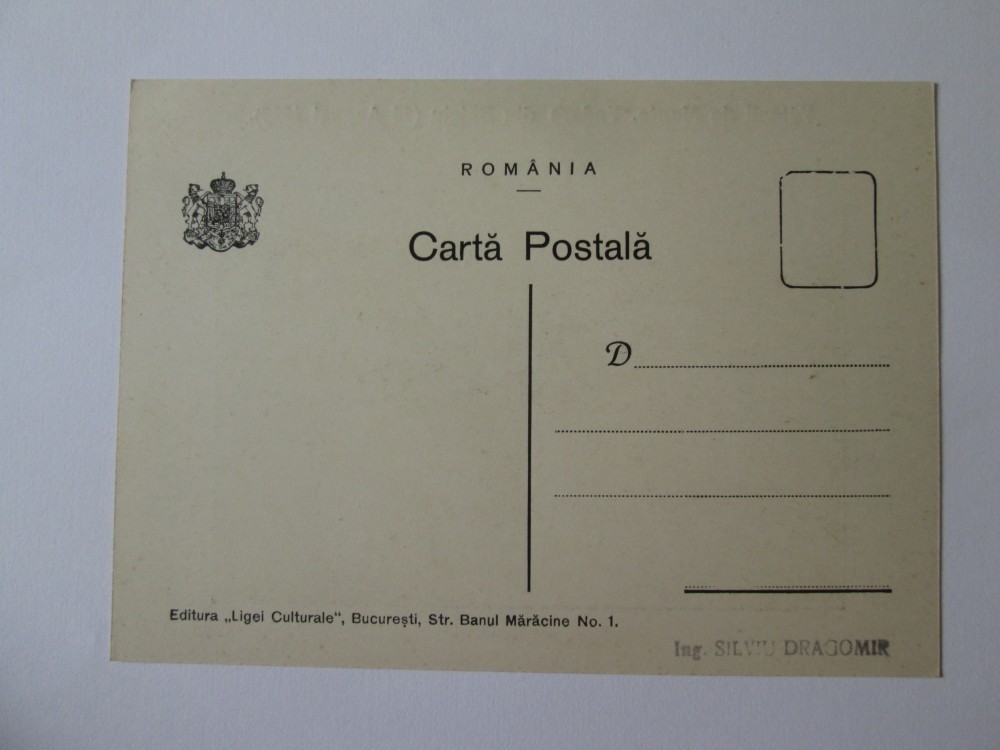 ROMÂNIA
Cartă Postală
D
Editura „Ligei Culturale“, București, Str. Banul Mărăcine No. 1.
Ing. SILVIU DRAGOMIR